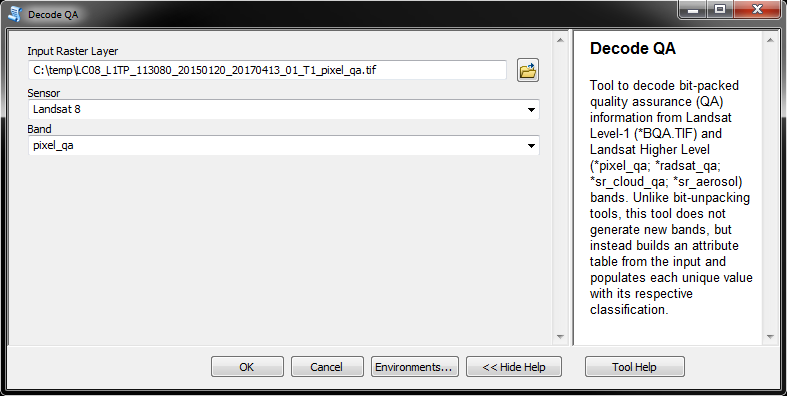 Decode QA
Input Raster Layer
C:\temp\LC08_L1TP_113080_20150120_20170413_01_T1_pixel_qa.tif
Sensor
Landsat 8
Band
pixel_qa
Decode QA
Tool to decode bit-packed
quality assurance (QA)
information from Landsat
Level-1 (*BQA.TIF) and
Landsat Higher Level
(*pixel_qa; *radsat_qa;
*sr_cloud_qa; *sr_aerosol)
bands. Unlike bit-unpacking
tools, this tool does not
generate new bands, but
instead builds an attribute
table from the input and
populates each unique value
with its respective
classification.
OK Cancel Environments... << Hide Help Tool Help